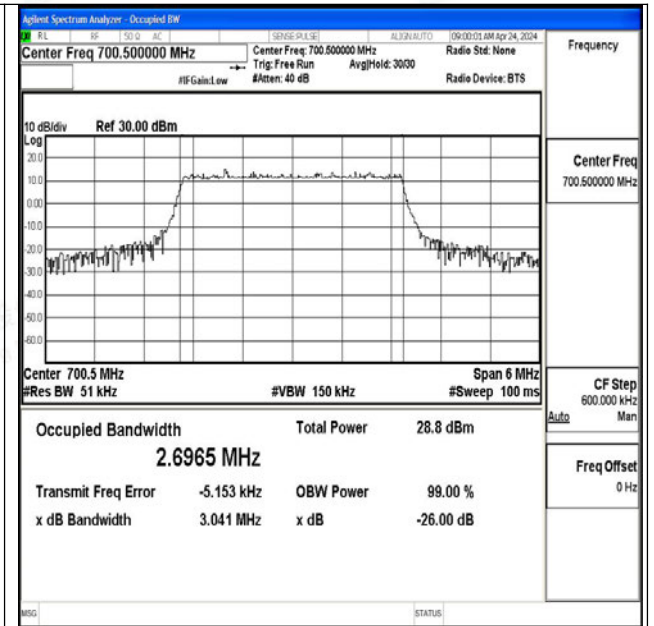 Agilent Spectrum Analyzer - Occupied BW
RL RF 50 Ω AC SENSE:PULSE ALIGN AUTO 09:00:01 AM Apr 24, 2024
Center Freq 700.500000 MHz
Center Freq: 700.500000 MHz Radio Std: None
Trig: Free Run Avg|Hold: 30/30
#IFGain:Low #Atten: 40 dB Radio Device: BTS
10 dB/div Ref 30.00 dBm
Log
20.0
10.0
0.00
-10.0
-20.0
-30.0
-40.0
-50.0
-60.0
Center 700.5 MHz Span 6 MHz
#Res BW 51 kHz #VBW 150 kHz #Sweep 100 ms
Occupied Bandwidth Total Power 28.8 dBm
2.6965 MHz
Transmit Freq Error -5.153 kHz OBW Power 99.00 %
x dB Bandwidth 3.041 MHz x dB -26.00 dB
MSG STATUS
Frequency
Center Freq
700.500000 MHz
CF Step
600.000 kHz
Auto Man
Freq Offset
0 Hz